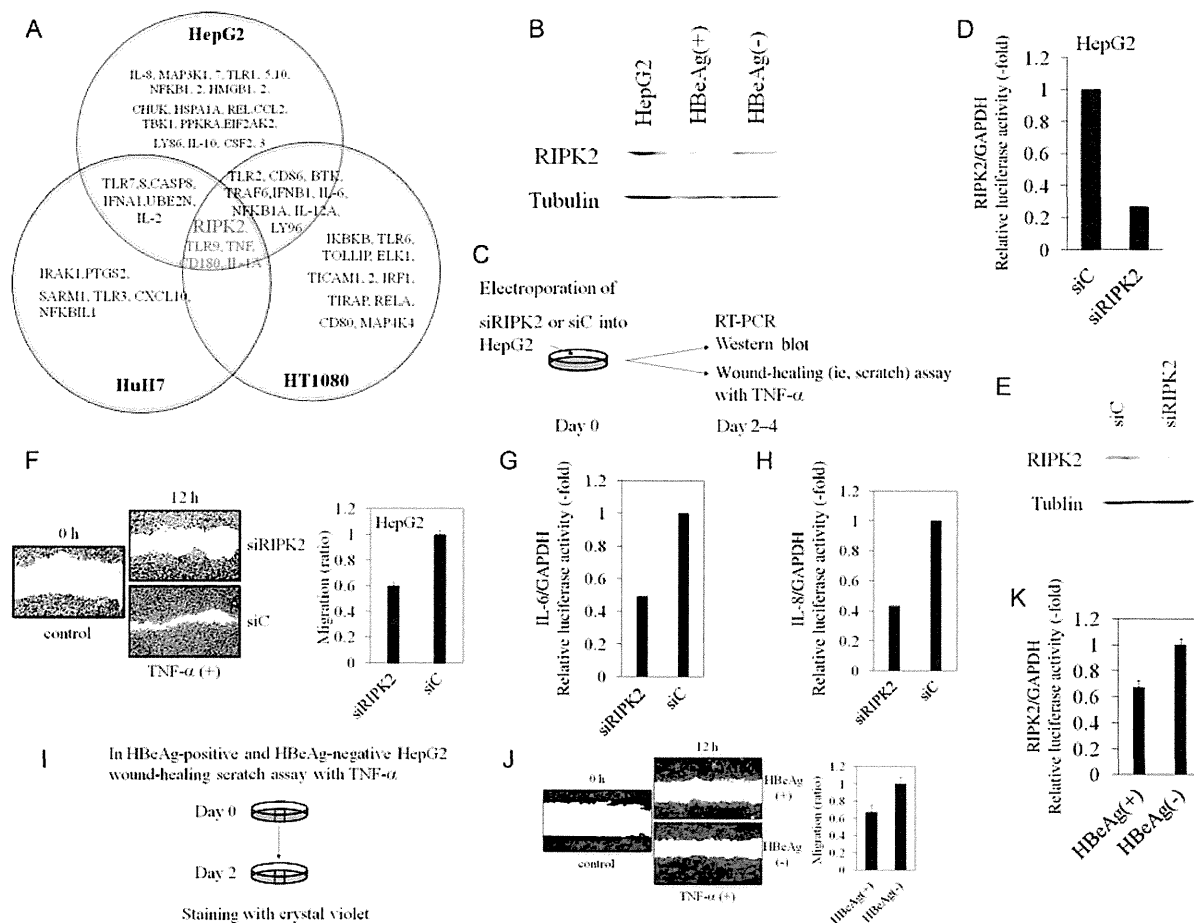 A
HepG2
IL-8, MAP3K1, 7, TLR1, 5,10,
NFKB1, 2, HMGB1, 2,
CHUK, HSPA1A, REL,CCL2,
TBK1, PPKRA,EIF2AK2,
LY86, IL-10, CSF2, 3
TLR7,8,CASP8,
IFNA1,UBE2N,
IL-2
TLR2, CD86, BTK,
TRAF6,IFNB1, IL-6,
NFKB1A, IL-12A,
LY96
RIPK2,
TLR9, TNF,
CD180, IL-1A
IKBKB, TLR6,
TOLLIP, ELK1,
TICAM1, 2, IRF1,
TIRAP, RELA,
CD80, MAP4K4
IRAK1,PTGS2,
SARM1, TLR3, CXCL10,
NFKBIL1
HuH7
HT1080
B
HepG2
HBeAg(+)
HBeAg(-)
RIPK2
Tubulin
C
Electroporation of
siRIPK2 or siC into
HepG2
RT-PCR
Western blot
Wound-healing (ie, scratch) assay
with TNF-α
Day 0
Day 2–4
D
HepG2
RIPK2/GAPDH
Relative luciferase activity (-fold)
1.2
1
0.8
0.6
0.4
0.2
0
siC
siRIPK2
E
siC
siRIPK2
RIPK2
Tublin
F
0 h
12 h
siRIPK2
siC
control
TNF-α (+)
HepG2
Migration (ratio)
1.2
1
0.8
0.6
0.4
0.2
0
siRIPK2
siC
G
IL-6/GAPDH
Relative luciferase activity (-fold)
1.2
1
0.8
0.6
0.4
0.2
0
siRIPK2
siC
H
IL-8/GAPDH
Relative luciferase activity (-fold)
1.2
1
0.8
0.6
0.4
0.2
0
siRIPK2
siC
I
In HBeAg-positive and HBeAg-negative HepG2
wound-healing scratch assay with TNF-α
Day 0
Day 2
Staining with crystal violet
J
0 h
12 h
HBeAg
(+)
HBeAg
(-)
control
TNF-α (+)
Migration (ratio)
1.2
1
0.8
0.6
0.4
0.2
0
HBeAg(+)
HBeAg(-)
K
RIPK2/GAPDH
Relative luciferase activity (-fold)
1.2
1
0.8
0.6
0.4
0.2
0
HBeAg(+)
HBeAg(-)